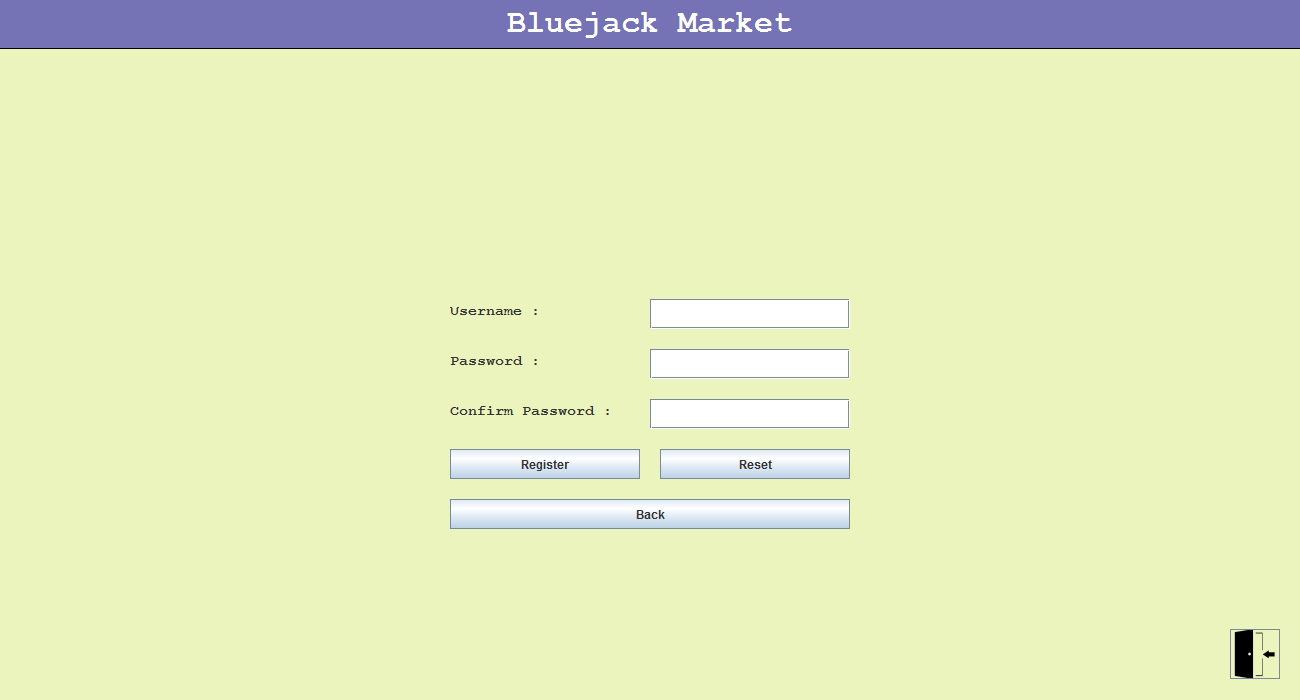 Bluejack Market
Username :
Password :
Confirm Password :
Register Reset
Back